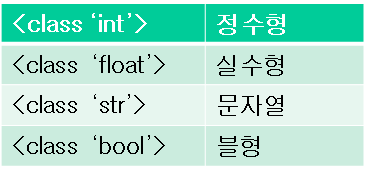 <class ‘int’> 정수형
<class ‘float’> 실수형
<class ‘str’> 문자열
<class ‘bool’> 블형